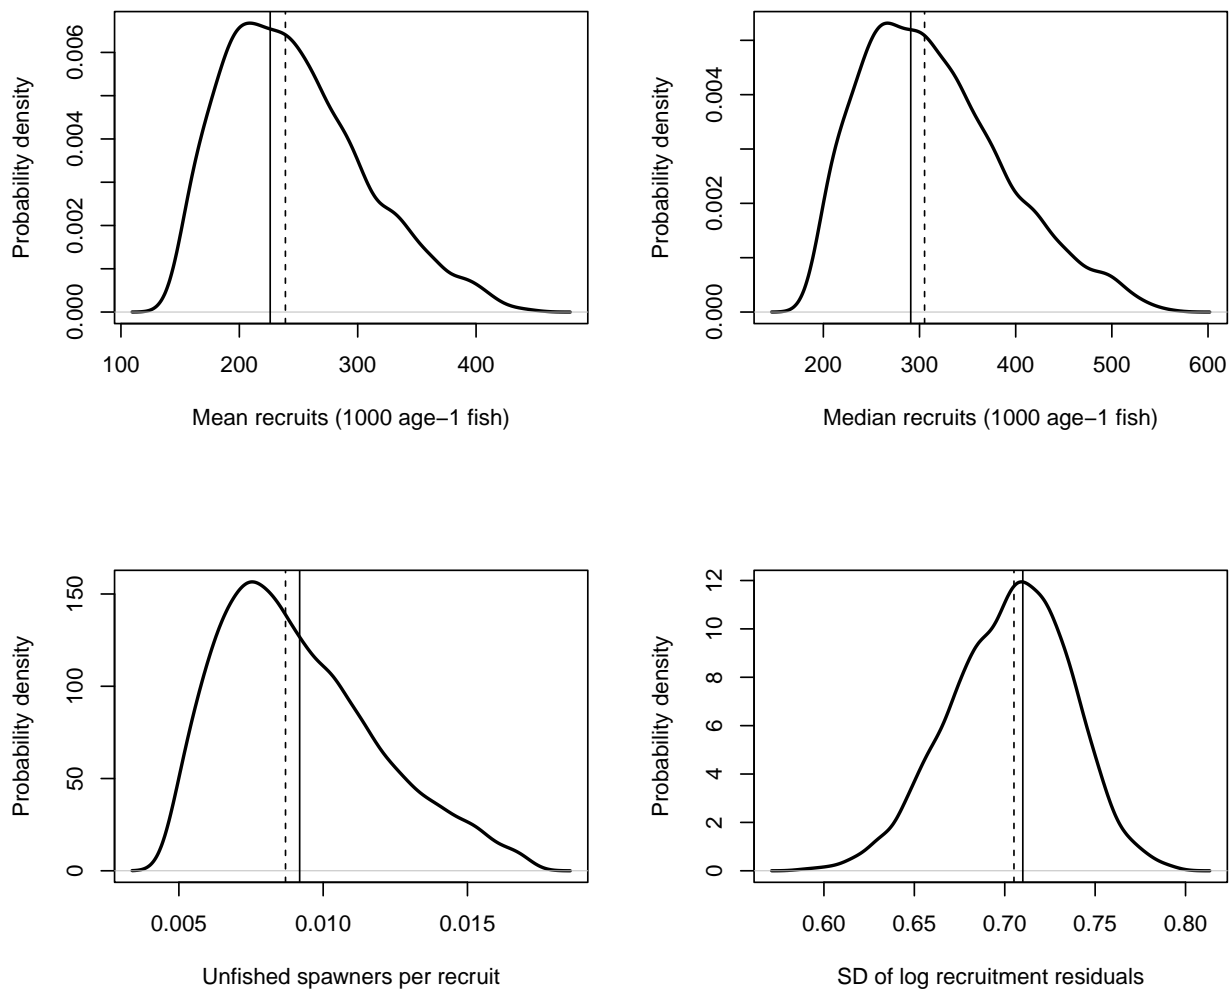 Probability density
0.000 0.002 0.004 0.006
100 200 300 400
Mean recruits (1000 age−1 fish)
Probability density
0.000 0.002 0.004
200 300 400 500 600
Median recruits (1000 age−1 fish)
Probability density
0 50 100 150
0.005 0.010 0.015
Unfished spawners per recruit
Probability density
0 2 4 6 8 10 12
0.60 0.65 0.70 0.75 0.80
SD of log recruitment residuals